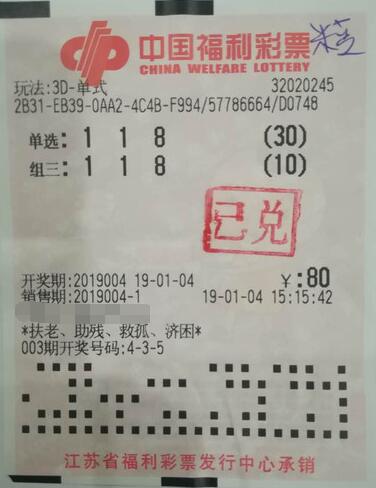 中国福利彩票
CHINA WELFARE LOTTERY
玩法:3D-单式 32020245
2B31-EB39-0AA2-4C4B-F994/57786664/D0748
单选: 1 1 8 (30)
组三: 1 1 8 (10)
已兑
开奖期:2019004 19-01-04 ¥:80
销售期:2019004-1 19-01-04 15:15:42
*扶老、助残、救孤、济困*
003期开奖号码:4-3-5
江苏省福利彩票发行中心承销